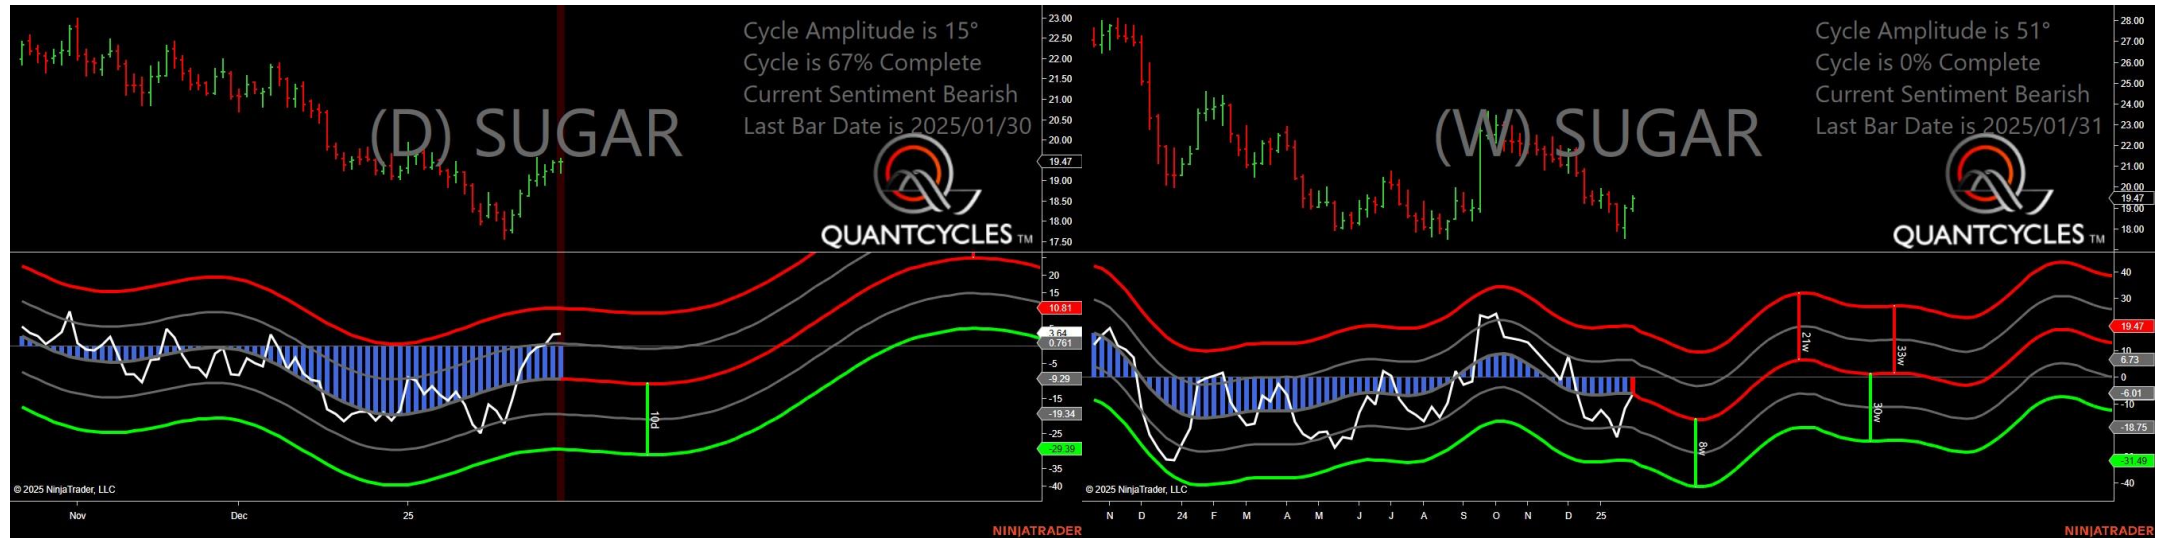 Cycle Amplitude is 15°
Cycle is 67% Complete
Current Sentiment Bearish
Last Bar Date is 2025/01/30
(D) SUGAR
QUANTCYCLES TM
23.00
22.50
22.00
21.50
21.00
20.50
20.00
19.47
19.00
18.50
18.00
17.50
20
15
10.81
3.64
0.761
-5
-9.29
-15
-19.34
-25
-29.39
-35
-40
10d
© 2025 NinjaTrader, LLC
Nov
Dec
25
NINJATRADER
Cycle Amplitude is 51°
Cycle is 0% Complete
Current Sentiment Bearish
Last Bar Date is 2025/01/31
(W) SUGAR
QUANTCYCLES TM
28.00
27.00
26.00
25.00
24.00
23.00
22.00
21.00
20.00
19.47
19.00
18.00
40
30
19.47
10
6.73
0
-6.01
-10
-18.75
-31.49
-40
21w
33w
30w
8w
© 2025 NinjaTrader, LLC
N D 24 F M A M J J A S O N D 25
NINJATRADER